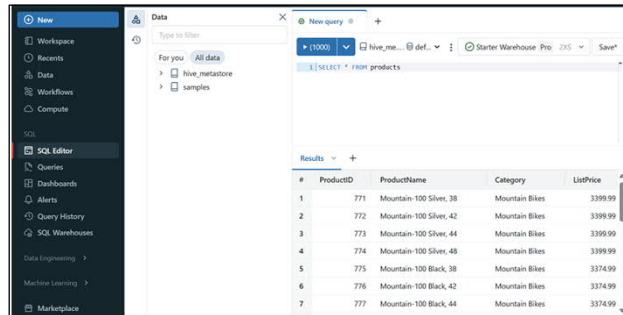 New
Workspace
Recents
Data
Workflows
Compute
SQL
SQL Editor
Queries
Dashboards
Alerts
Query History
SQL Warehouses
Data Engineering
Machine Learning
Marketplace
Data
Type to filter
For you All data
hive_metastore
samples
New query
(1000) hive_me.... def... Starter Warehouse Pro 2XS Save*
1 SELECT * FROM products
Results
# ProductID ProductName Category ListPrice
1 771 Mountain-100 Silver, 38 Mountain Bikes 3399.99
2 772 Mountain-100 Silver, 42 Mountain Bikes 3399.99
3 773 Mountain-100 Silver, 44 Mountain Bikes 3399.99
4 774 Mountain-100 Silver, 48 Mountain Bikes 3399.99
5 775 Mountain-100 Black, 38 Mountain Bikes 3374.99
6 776 Mountain-100 Black, 42 Mountain Bikes 3374.99
7 777 Mountain-100 Black, 44 Mountain Bikes 3374.99